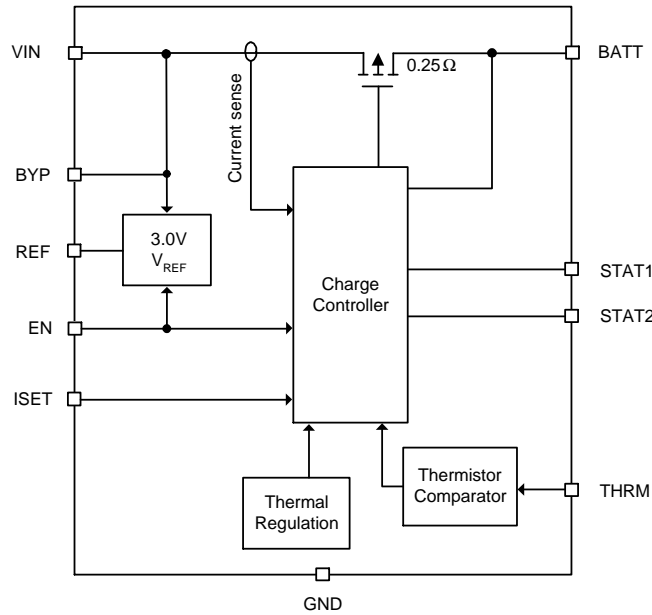 VIN
BATT
0.25Ω
Current sense
BYP
3.0V
VREF
REF
Charge
Controller
STAT1
STAT2
EN
ISET
Thermal
Regulation
Thermistor
Comparator
THRM
GND